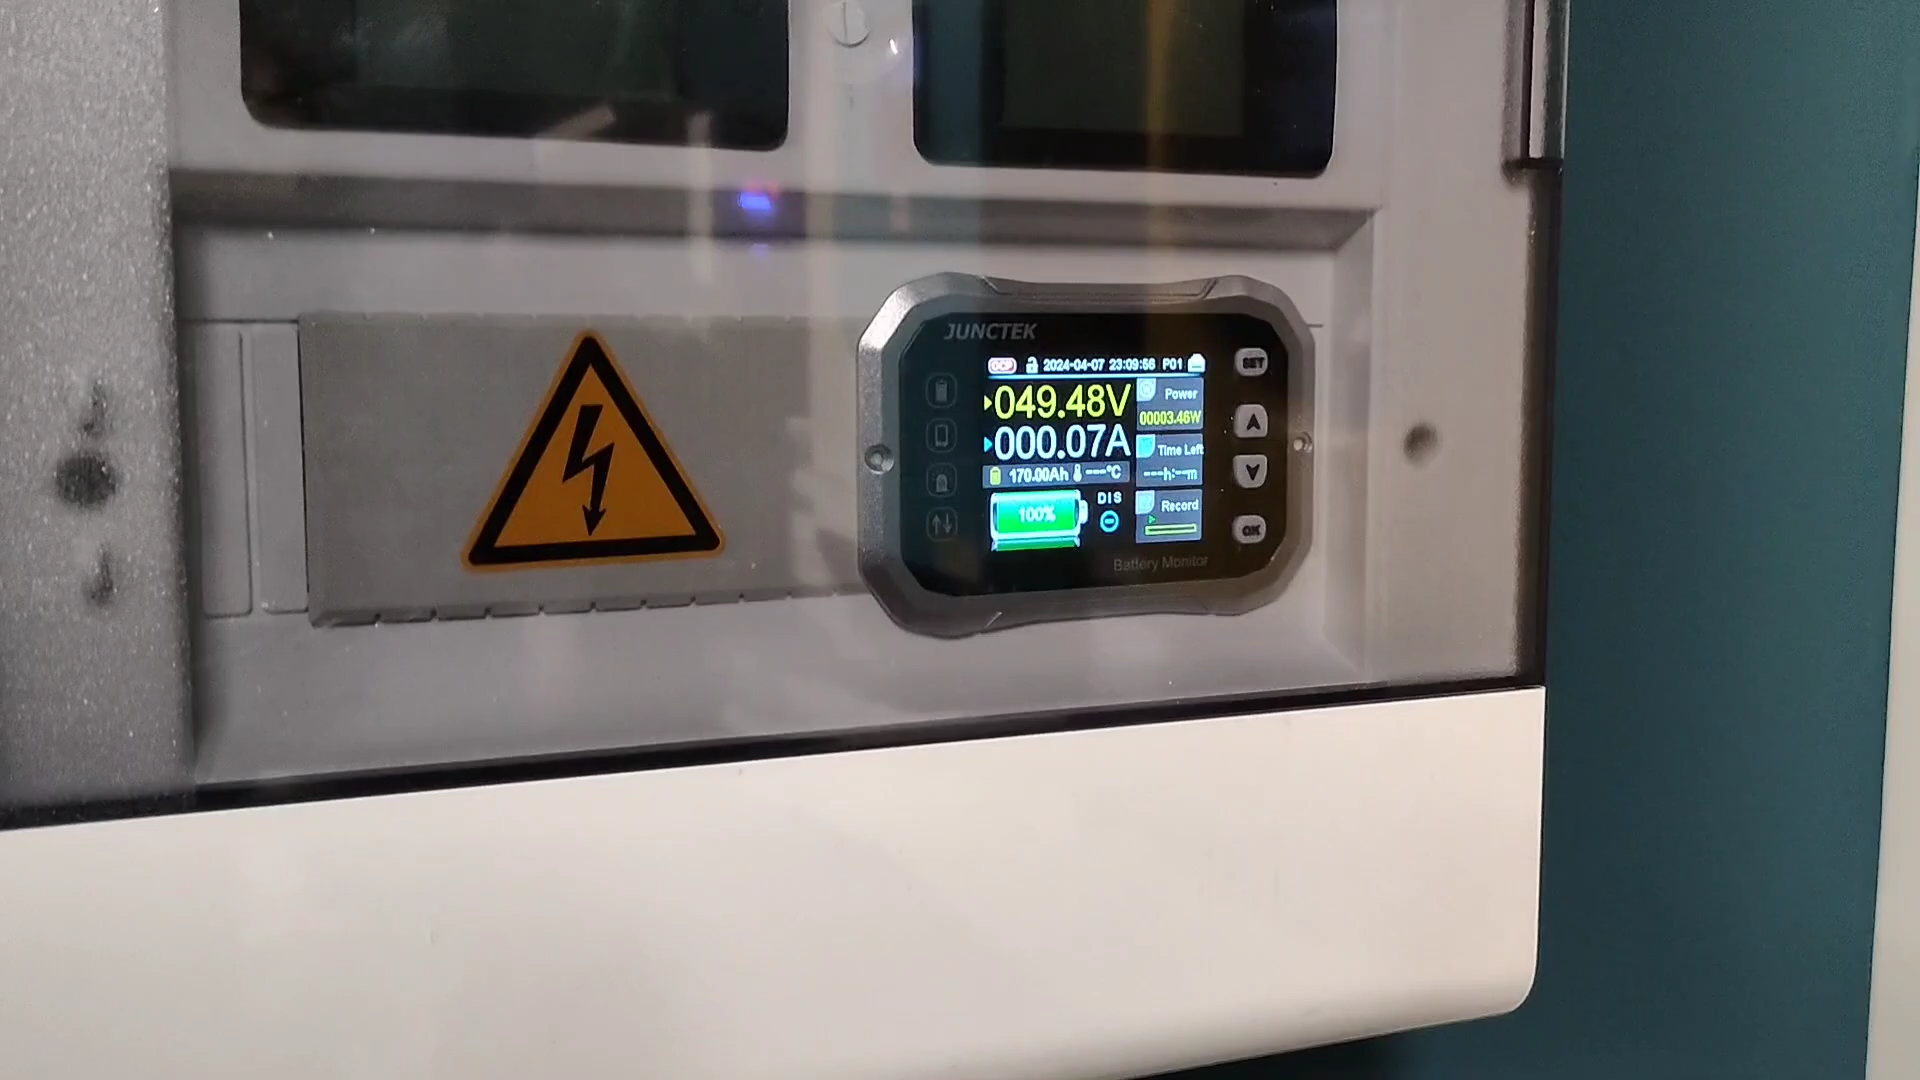 JUNCTEK
OCP 2024-04-07 23:09:56 P01
049.48V
000.07A
170.00Ah ---℃
100%
DIS
Power
00003.46W
Time Left
---h:--m
Record
SET
OK
Battery Monitor